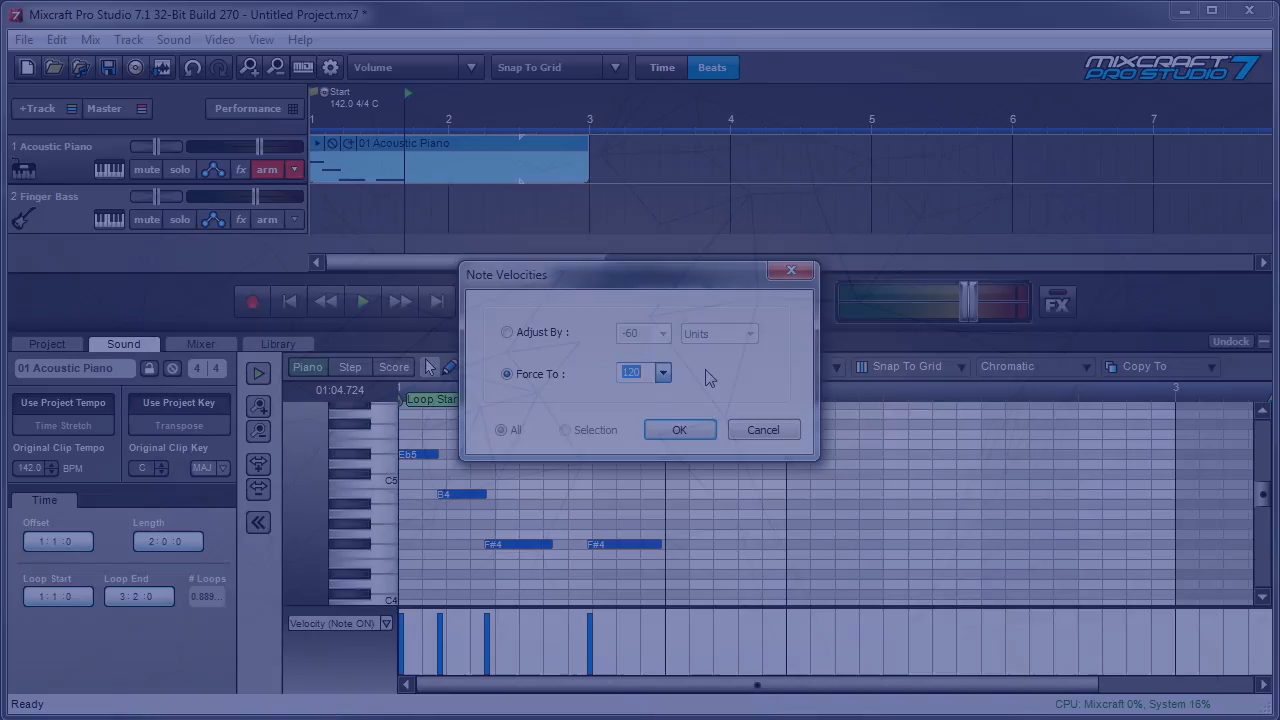 Mixcraft Pro Studio 7.1 32-Bit Build 270 - Untitled Project.mx7 *
File Edit Mix Track Sound Video View Help
Volume Snap To Grid Time Beats
MIXCRAFT PRO STUDIO 7
+Track Master Performance
Start
142.0 4/4 C
1 2 3 4 5 6 7
1 Acoustic Piano
01 Acoustic Piano
mute solo fx arm
2 Finger Bass
mute solo fx arm
FX
Note Velocities
Adjust By : -60 Units
Force To : 120
All Selection OK Cancel
Project Sound Mixer Library
Undock
01 Acoustic Piano 4 4
Piano Step Score
Snap To Grid Chromatic Copy To
01:04.724
1 3
Loop Star
Use Project Tempo Use Project Key
Time Stretch Transpose
Original Clip Tempo Original Clip Key
142.0 BPM C MAJ
Eb5
C5
B4
F#4 F#4
C4
Time
Offset Length
1:1:0 2:0:0
Loop Start Loop End # Loops
1:1:0 3:2:0 0.889...
Velocity (Note ON)
Ready
CPU: Mixcraft 0%, System 16%